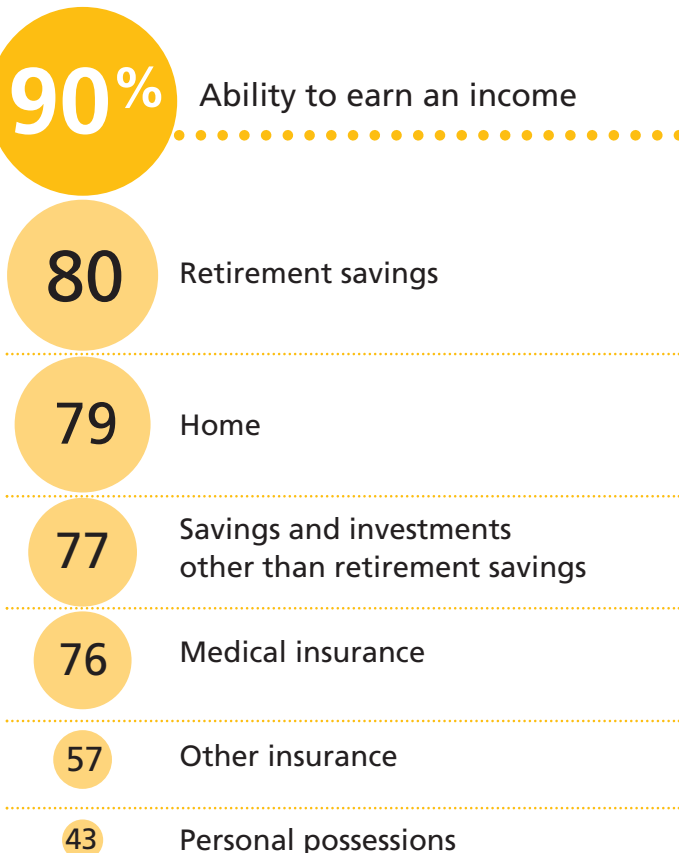 90% Ability to earn an income
80 Retirement savings
79 Home
77 Savings and investments
other than retirement savings
76 Medical insurance
57 Other insurance
43 Personal possessions